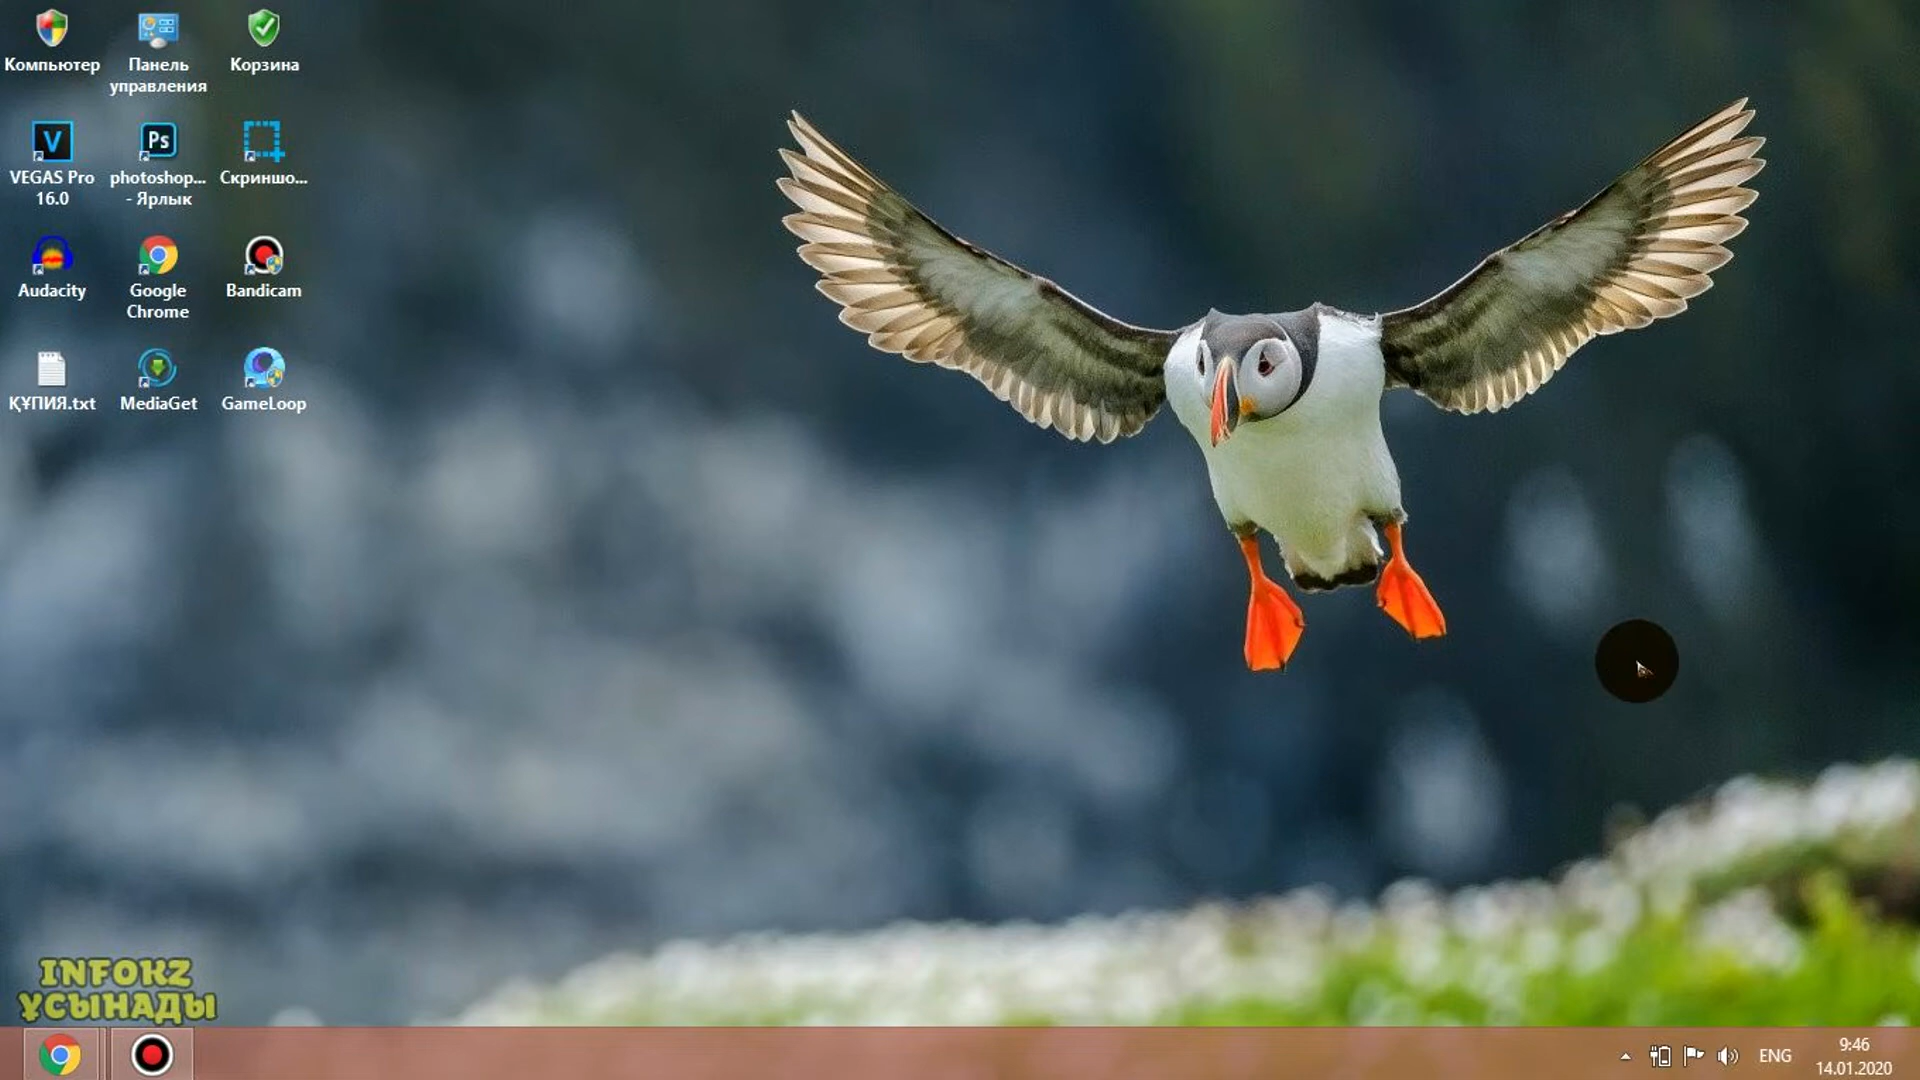 Компьютер
Панель
управления
Корзина
VEGAS Pro
16.0
photoshop...
- Ярлык
Скриншо...
Audacity
Google
Chrome
Bandicam
ҚҰПИЯ.txt
MediaGet
GameLoop
INFOKZ
ҰСЫНАДЫ
ENG
9:46
14.01.2020